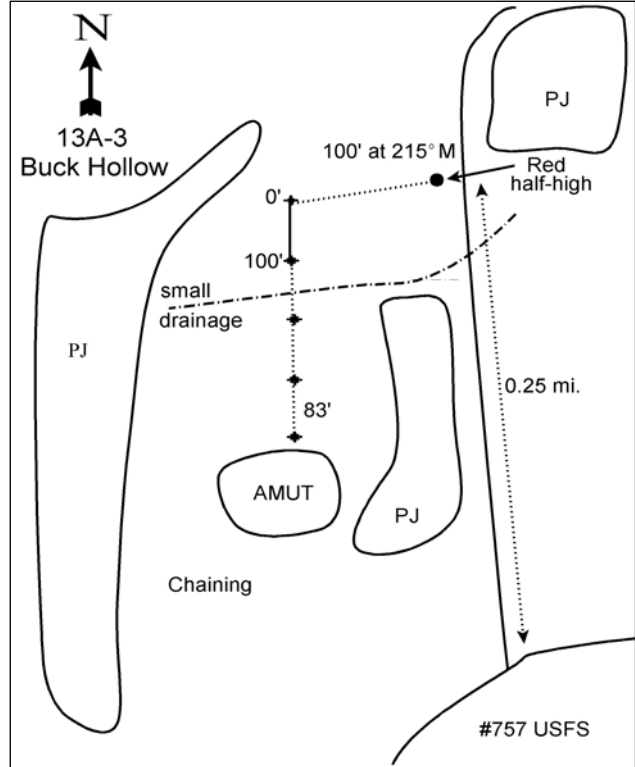 N
13A-3
Buck Hollow
PJ
100' at 215° M
Red
half-high
0'
100'
small
drainage
PJ
0.25 mi.
83'
AMUT
PJ
Chaining
#757 USFS